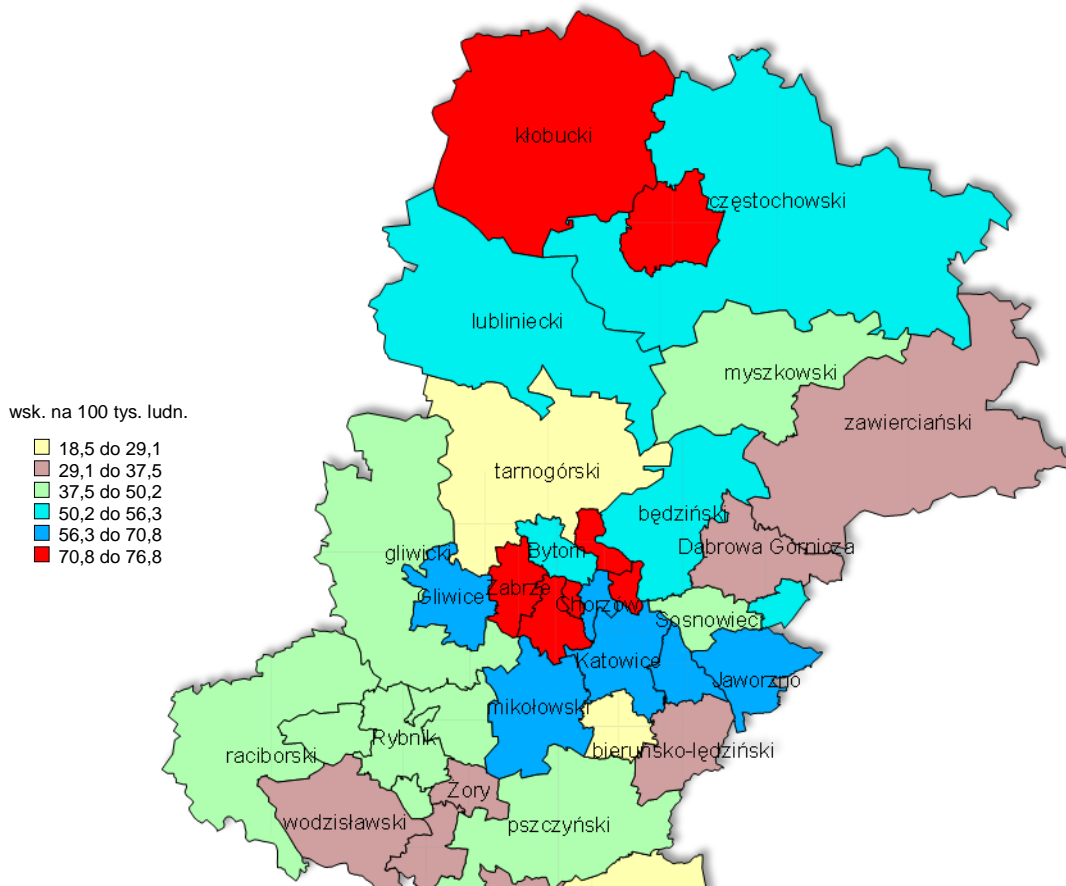 kłobucki
częstochowski
lubliniecki
myszkowski
wsk. na 100 tys. ludn.
18,5 do 29,1
29,1 do 37,5
37,5 do 50,2
50,2 do 56,3
56,3 do 70,8
70,8 do 76,8
zawierciański
tarnogórski
będziński
Dąbrowa Górnicza
gliwicki
Bytom
Gliwice
Zabrze
Chorzów
Sosnowiec
Katowice
Jaworzno
mikołowski
bieruńsko-lędziński
Rybnik
raciborski
Żory
wodzisławski
pszczyński